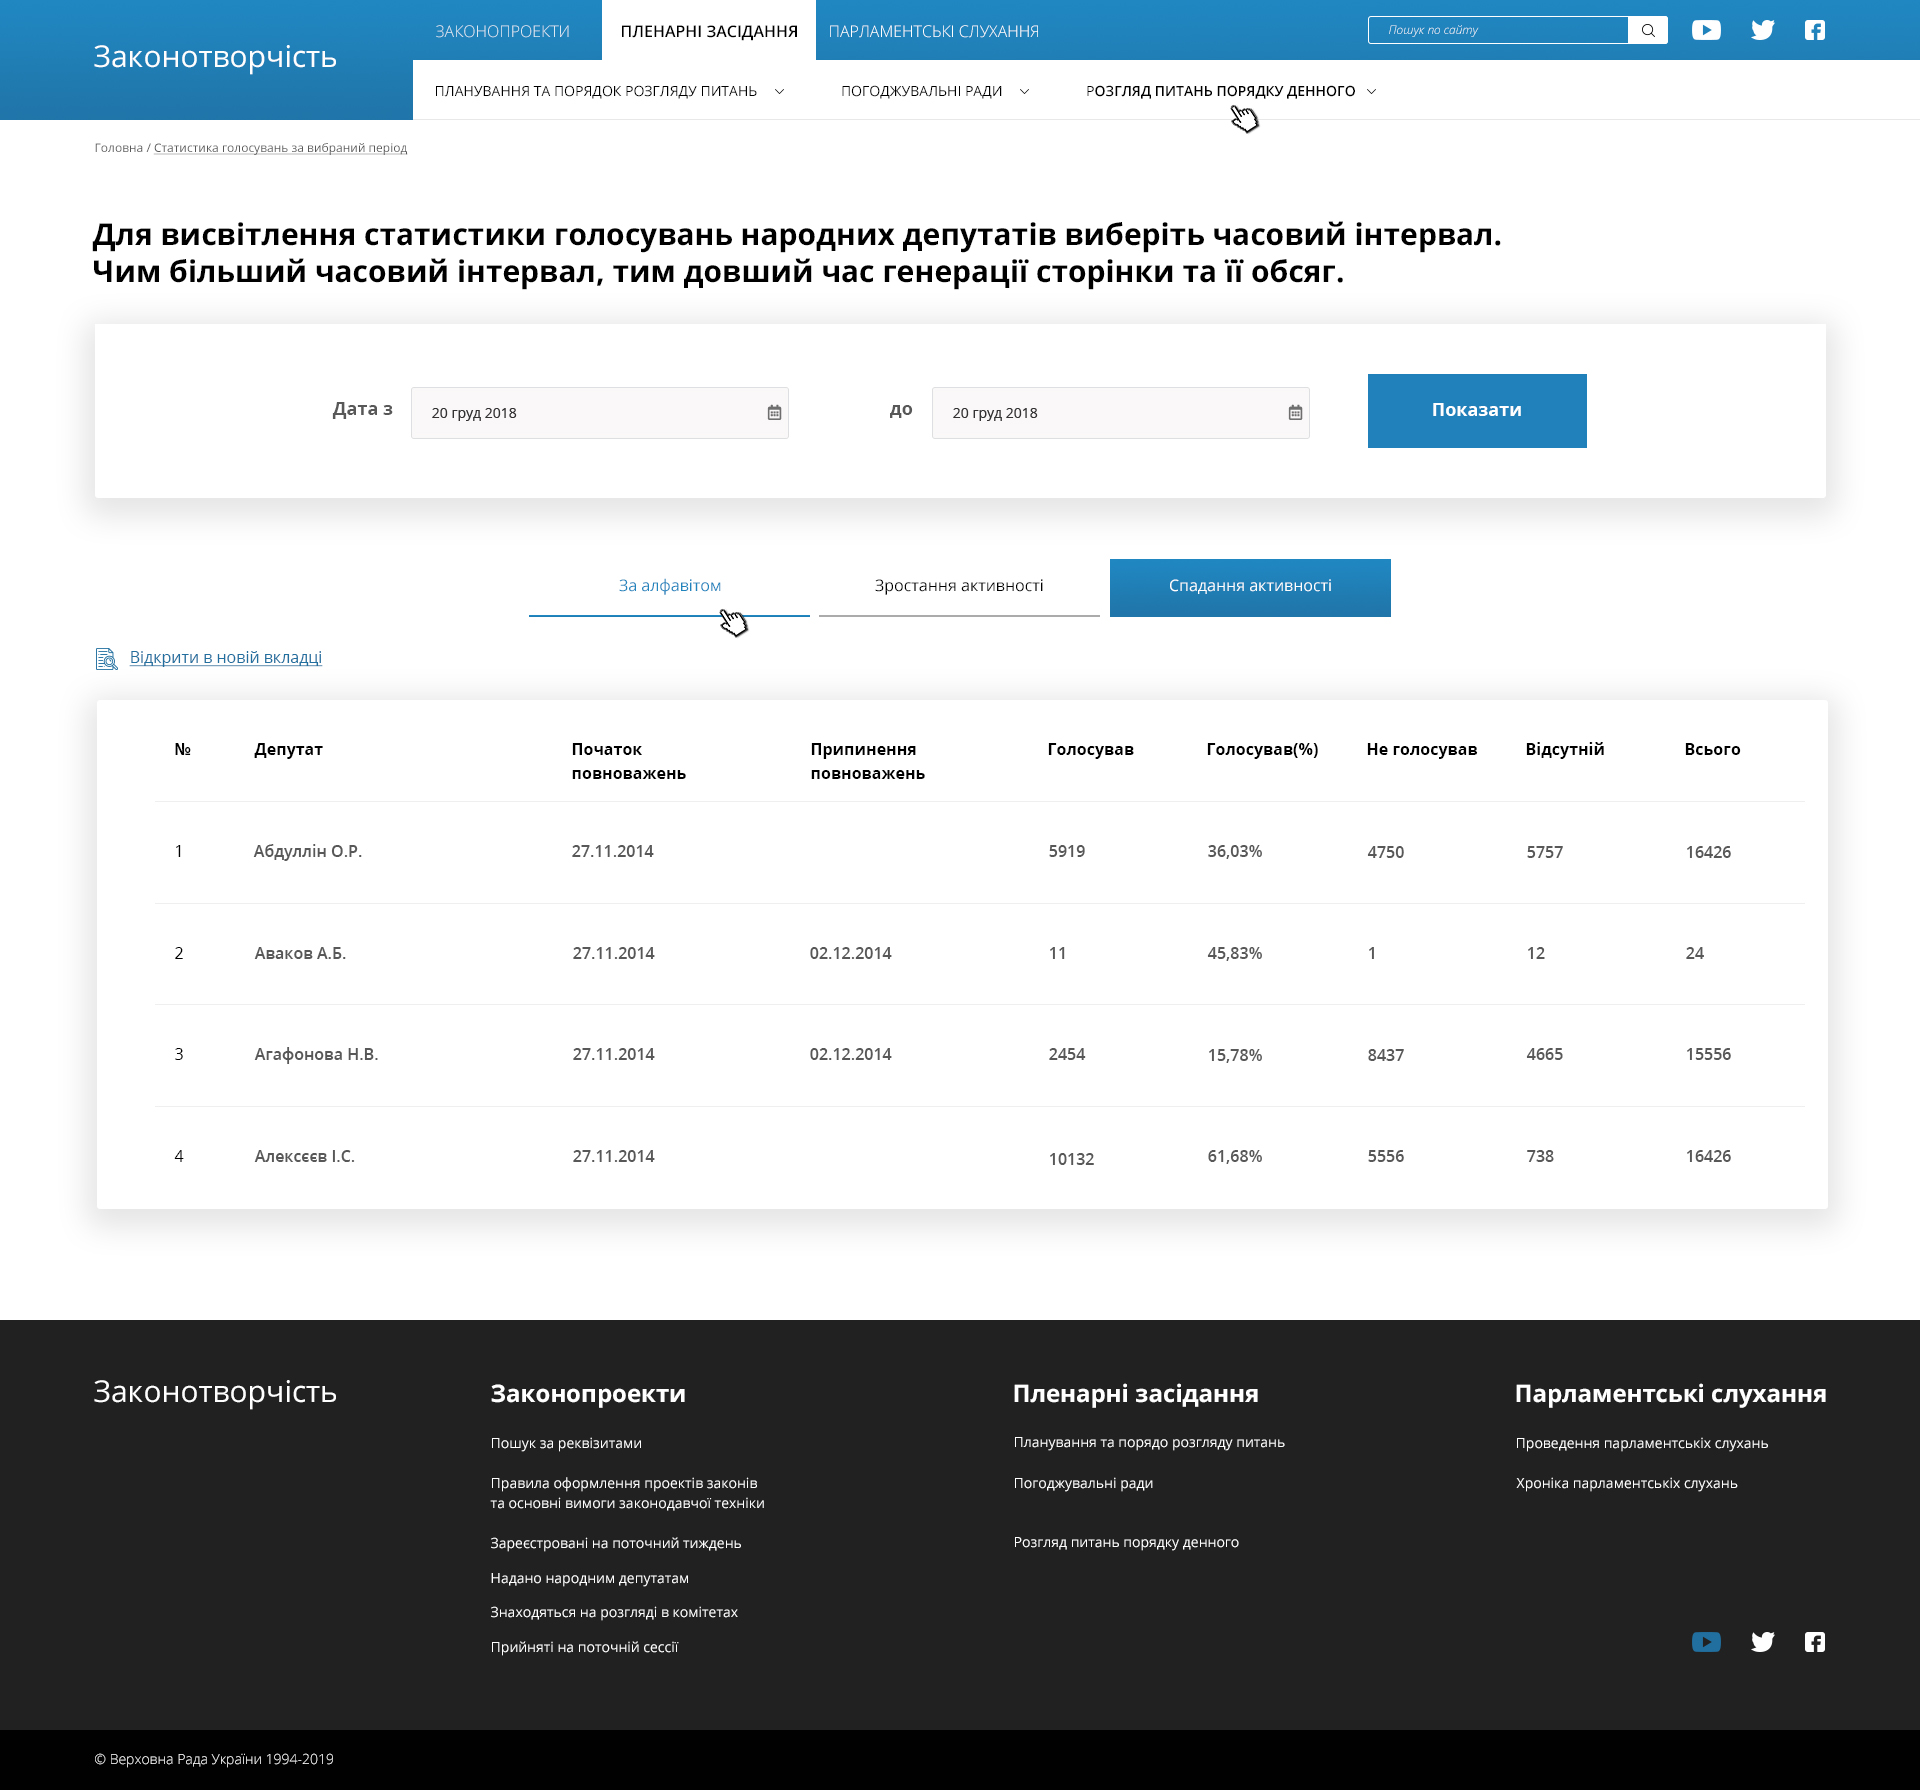 Законотворчість
ЗАКОНОПРОЕКТИ
ПЛЕНАРНІ ЗАСІДАННЯ
ПАРЛАМЕНТСЬКІ СЛУХАННЯ
Пошук по сайту
ПЛАНУВАННЯ ТА ПОРЯДОК РОЗГЛЯДУ ПИТАНЬ
ПОГОДЖУВАЛЬНІ РАДИ
РОЗГЛЯД ПИТАНЬ ПОРЯДКУ ДЕННОГО
Головна / Статистика голосувань за вибраний період
Для висвітлення статистики голосувань народних депутатів виберіть часовий інтервал.
Чим більший часовий інтервал, тим довший час генерації сторінки та її обсяг.
Дата з
20 груд 2018
до
20 груд 2018
Показати
За алфавітом
Зростання активності
Спадання активності
Відкрити в новій вкладці
№ Депутат Початок повноважень Припинення повноважень Голосував Голосував(%) Не голосував Відсутній Всього
1 Абдуллін О.Р. 27.11.2014 5919 36,03% 4750 5757 16426
2 Аваков А.Б. 27.11.2014 02.12.2014 11 45,83% 1 12 24
3 Агафонова Н.В. 27.11.2014 02.12.2014 2454 15,78% 8437 4665 15556
4 Алексєєв І.С. 27.11.2014 10132 61,68% 5556 738 16426
Законотворчість
Законопроекти
Пошук за реквізитами
Правила оформлення проектів законів
та основні вимоги законодавчої техніки
Зареєстровані на поточний тиждень
Надано народним депутатам
Знаходяться на розгляді в комітетах
Прийняті на поточній сессії
Пленарні засідання
Планування та порядо розгляду питань
Погоджувальні ради
Розгляд питань порядку денного
Парламентські слухання
Проведення парламентських слухань
Хроніка парламентських слухань
© Верховна Рада України 1994-2019